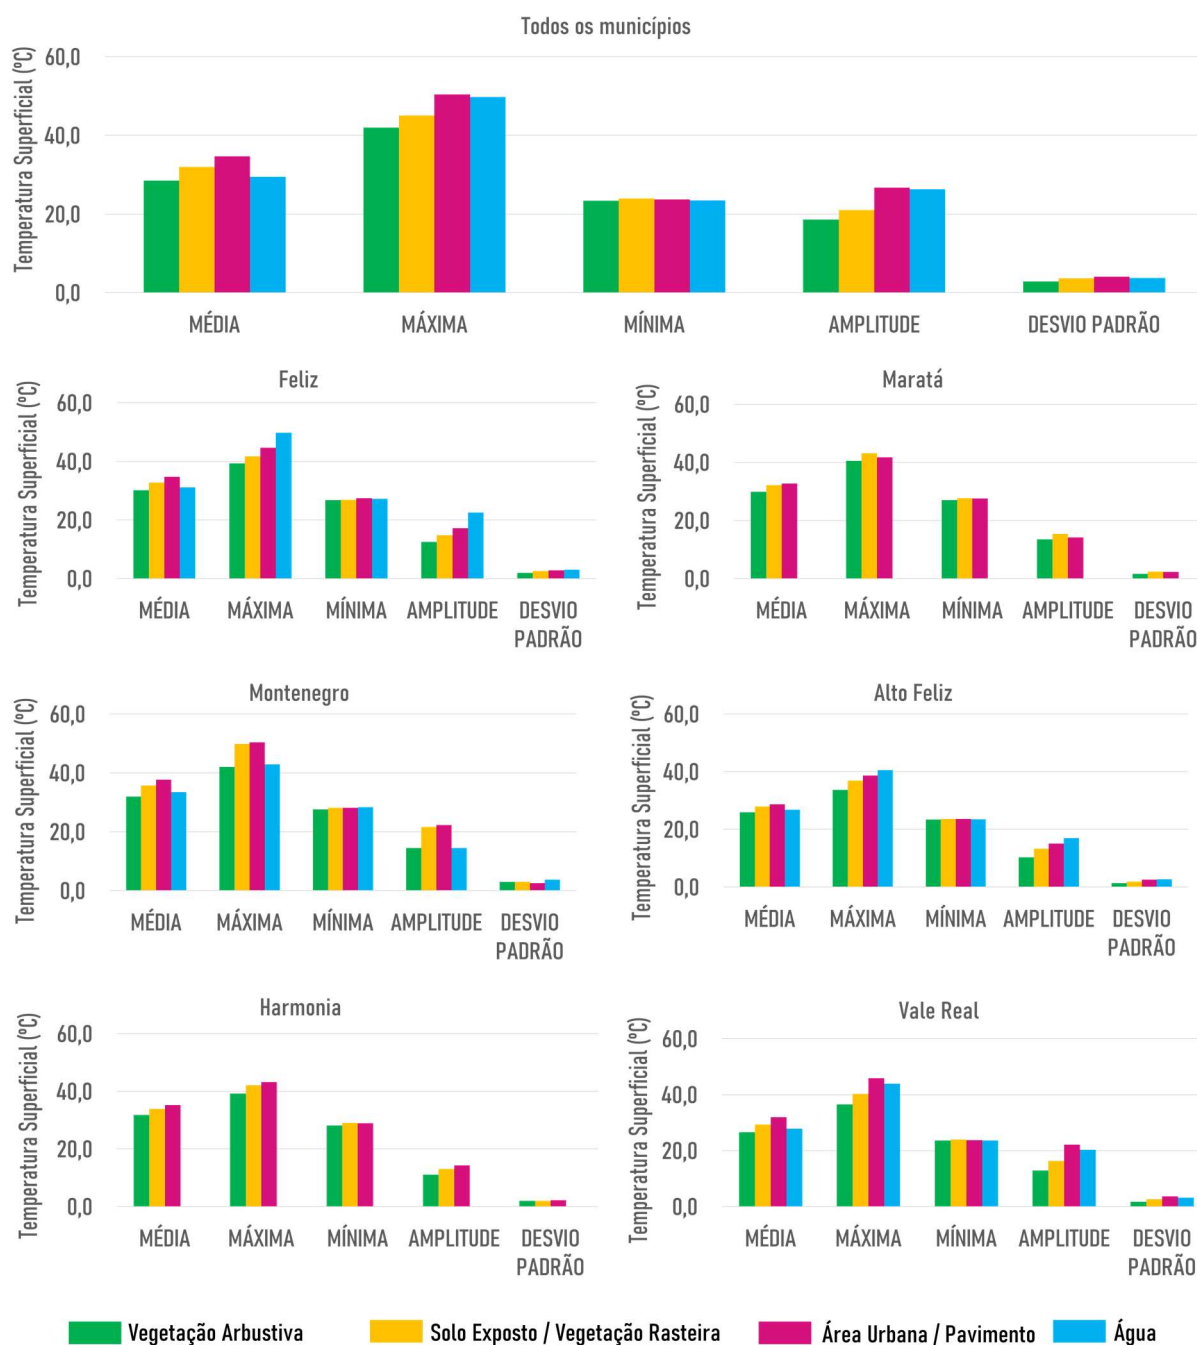 Todos os municípios
Temperatura Superficial (ºC)
60,0
40,0
20,0
0,0
MÉDIA MÁXIMA MÍNIMA AMPLITUDE DESVIO PADRÃO
Feliz
Temperatura Superficial (ºC)
60,0
40,0
20,0
0,0
MÉDIA MÁXIMA MÍNIMA AMPLITUDE DESVIO
PADRÃO
Maratá
Temperatura Superficial (ºC)
60,0
40,0
20,0
0,0
MÉDIA MÁXIMA MÍNIMA AMPLITUDE DESVIO
PADRÃO
Montenegro
Temperatura Superficial (ºC)
60,0
40,0
20,0
0,0
MÉDIA MÁXIMA MÍNIMA AMPLITUDE DESVIO
PADRÃO
Alto Feliz
Temperatura Superficial (ºC)
60,0
40,0
20,0
0,0
MÉDIA MÁXIMA MÍNIMA AMPLITUDE DESVIO
PADRÃO
Harmonia
Temperatura Superficial (ºC)
60,0
40,0
20,0
0,0
MÉDIA MÁXIMA MÍNIMA AMPLITUDE DESVIO
PADRÃO
Vale Real
Temperatura Superficial (ºC)
60,0
40,0
20,0
0,0
MÉDIA MÁXIMA MÍNIMA AMPLITUDE DESVIO
PADRÃO
Vegetação Arbustiva Solo Exposto / Vegetação Rasteira Área Urbana / Pavimento Água